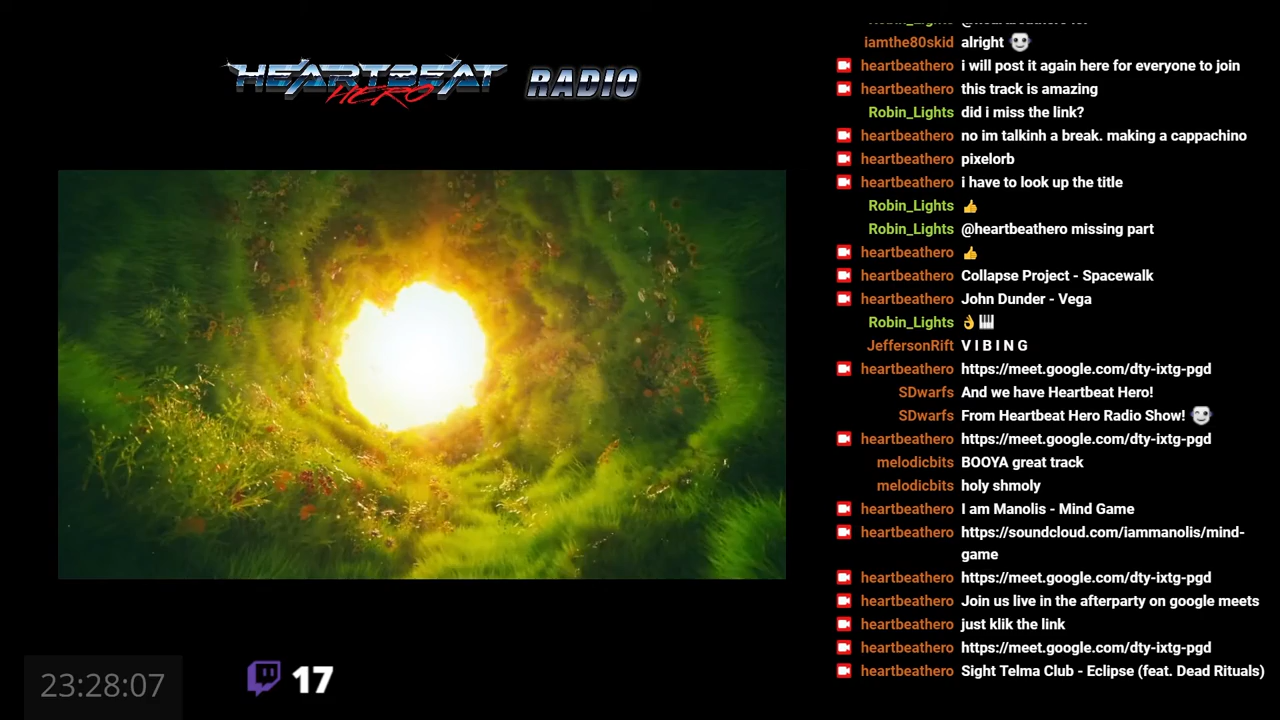 HEARTBEAT
HERO
RADIO
iamthe80skid alright
heartbeathero i will post it again here for everyone to join
heartbeathero this track is amazing
Robin_Lights did i miss the link?
heartbeathero no im talkinh a break. making a cappachino
heartbeathero pixelorb
heartbeathero i have to look up the title
Robin_Lights 👍
Robin_Lights @heartbeathero missing part
heartbeathero 👍
heartbeathero Collapse Project - Spacewalk
heartbeathero John Dunder - Vega
Robin_Lights 👌🎹
JeffersonRift V I B I N G
heartbeathero https://meet.google.com/dty-ixtg-pgd
SDwarfs And we have Heartbeat Hero!
SDwarfs From Heartbeat Hero Radio Show!
heartbeathero https://meet.google.com/dty-ixtg-pgd
melodicbits BOOYA great track
melodicbits holy shmoly
heartbeathero I am Manolis - Mind Game
heartbeathero https://soundcloud.com/iammanolis/mind-
game
heartbeathero https://meet.google.com/dty-ixtg-pgd
heartbeathero Join us live in the afterparty on google meets
heartbeathero just klik the link
heartbeathero https://meet.google.com/dty-ixtg-pgd
heartbeathero Sight Telma Club - Eclipse (feat. Dead Rituals)
23:28:07
17